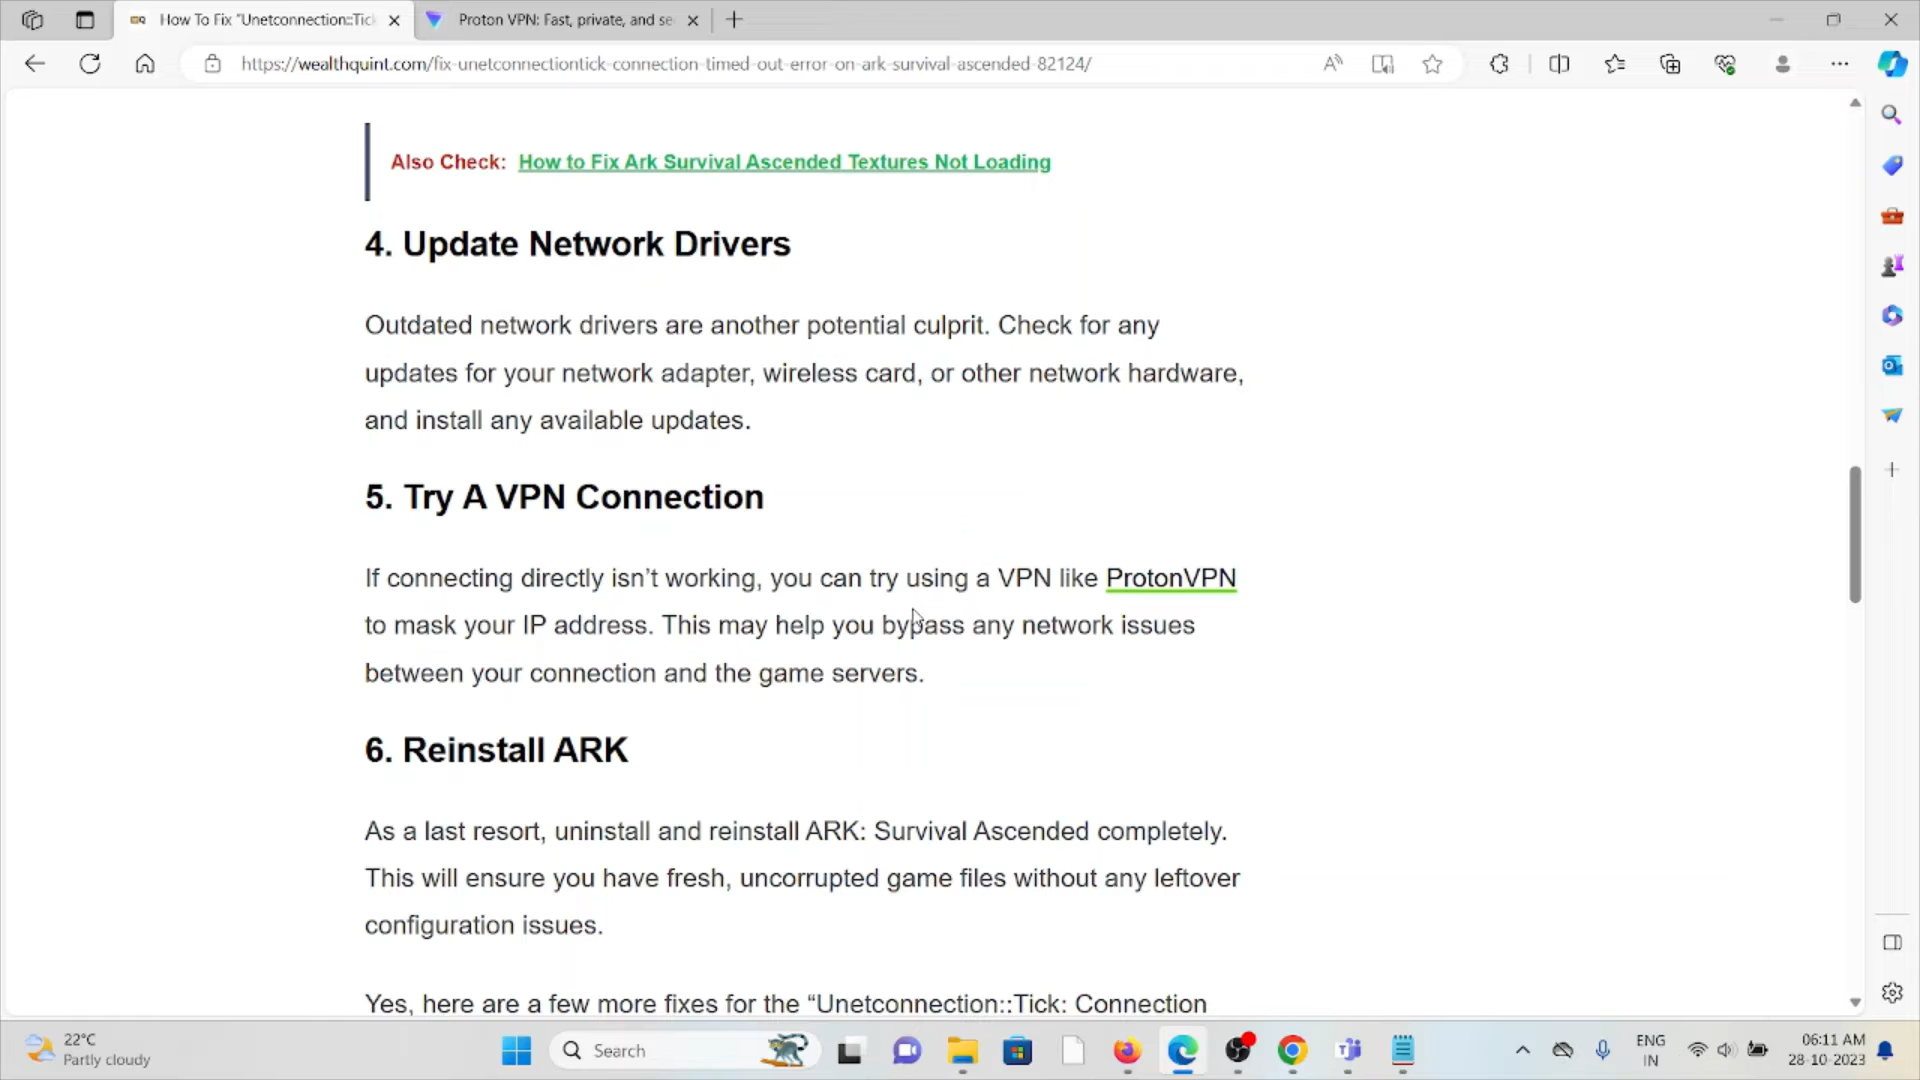 How To Fix "Unetconnection::Tick
Proton VPN: Fast, private, and se
https://wealthquint.com/fix-unetconnectiontick-connection-timed-out-error-on-ark-survival-ascended-82124/
Also Check: How to Fix Ark Survival Ascended Textures Not Loading
4. Update Network Drivers
Outdated network drivers are another potential culprit. Check for any
updates for your network adapter, wireless card, or other network hardware,
and install any available updates.
5. Try A VPN Connection
If connecting directly isn’t working, you can try using a VPN like ProtonVPN
to mask your IP address. This may help you bypass any network issues
between your connection and the game servers.
6. Reinstall ARK
As a last resort, uninstall and reinstall ARK: Survival Ascended completely.
This will ensure you have fresh, uncorrupted game files without any leftover
configuration issues.
Yes, here are a few more fixes for the “Unetconnection::Tick: Connection
22°C
Partly cloudy
Search
ENG
IN
06:11 AM
28-10-2023